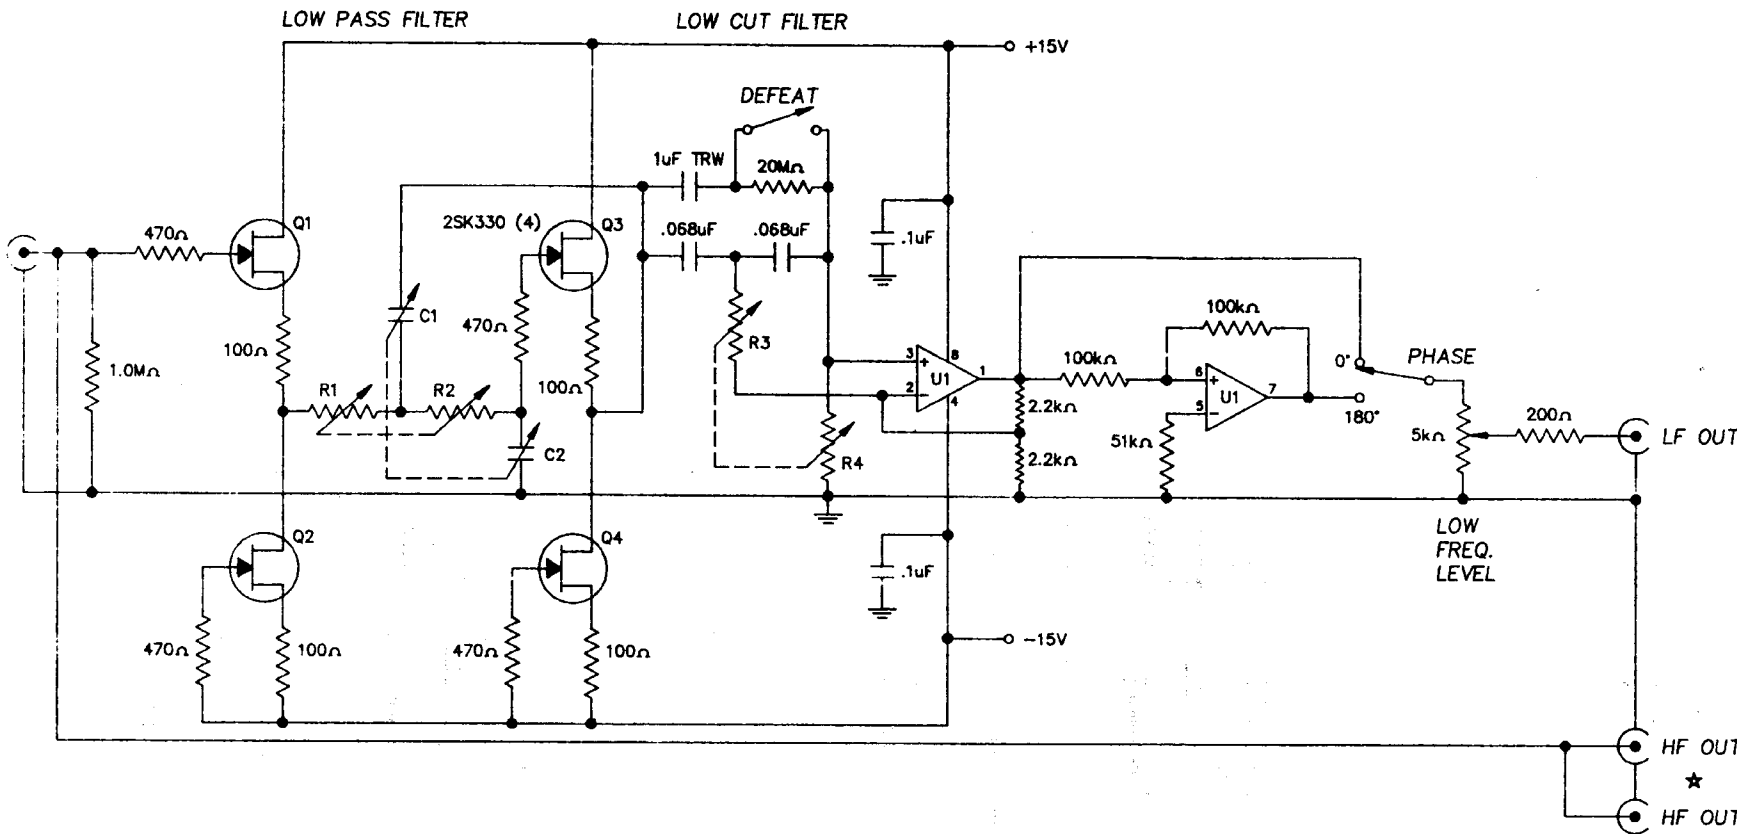 LOW PASS FILTER
LOW CUT FILTER
+15V
DEFEAT
1uF TRW
20MΩ
Q1
2SK330 (4)
Q3
470Ω
.068uF
.068uF
.1uF
C1
470Ω
100kΩ
R3
100Ω
1.0MΩ
100Ω
3
+
8
U1
1
2
−
4
100kΩ
0°
PHASE
R1
R2
6
+
U1
7
5
−
180°
2.2kΩ
5kΩ
200Ω
LF OUT
C2
R4
51kΩ
2.2kΩ
LOW
FREQ.
LEVEL
Q2
Q4
.1uF
−15V
470Ω
100Ω
470Ω
100Ω
HF OUT
☆
HF OUT